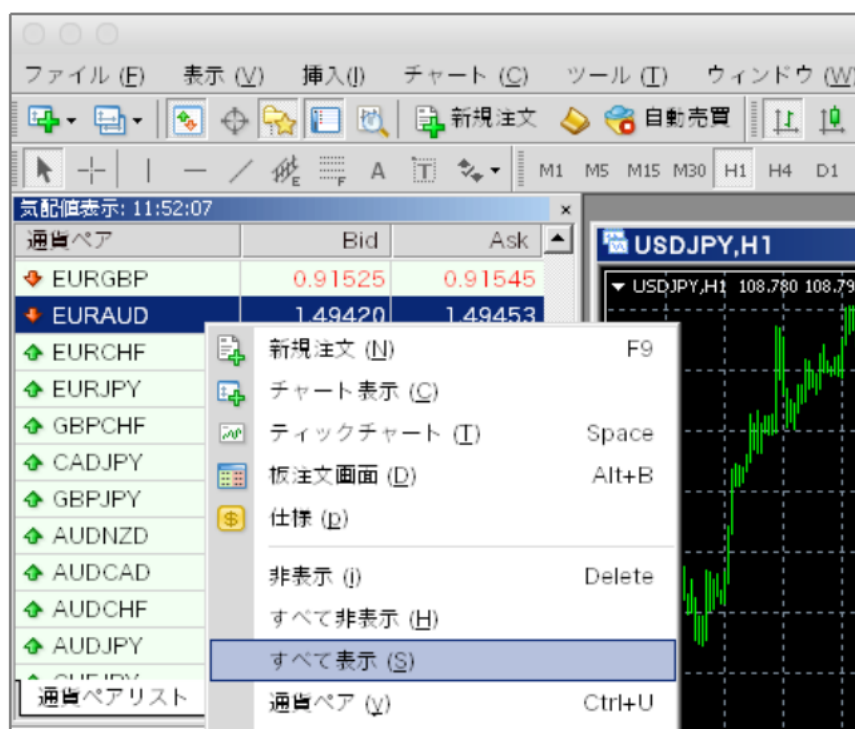 ファイル (F) 表示 (V) 挿入(I) チャート (C) ツール (T) ウィンドウ (W)
新規注文 自動売買
A T M1 M5 M15 M30 H1 H4 D1
気配値表示: 11:52:07
通貨ペア Bid Ask
USDJPY,H1
EURGBP 0.91525 0.91545
USDJPY,H1 108.780 108.79
EURAUD 1.49420 1.49453
EURCHF
EURJPY
GBPCHF
CADJPY
GBPJPY
AUDNZD
AUDCAD
AUDCHF
AUDJPY
通貨ペアリスト
新規注文 (N) F9
チャート表示 (C)
ティックチャート (T) Space
板注文画面 (D) Alt+B
仕様 (p)
非表示 (i) Delete
すべて非表示 (H)
すべて表示 (S)
通貨ペア (y) Ctrl+U